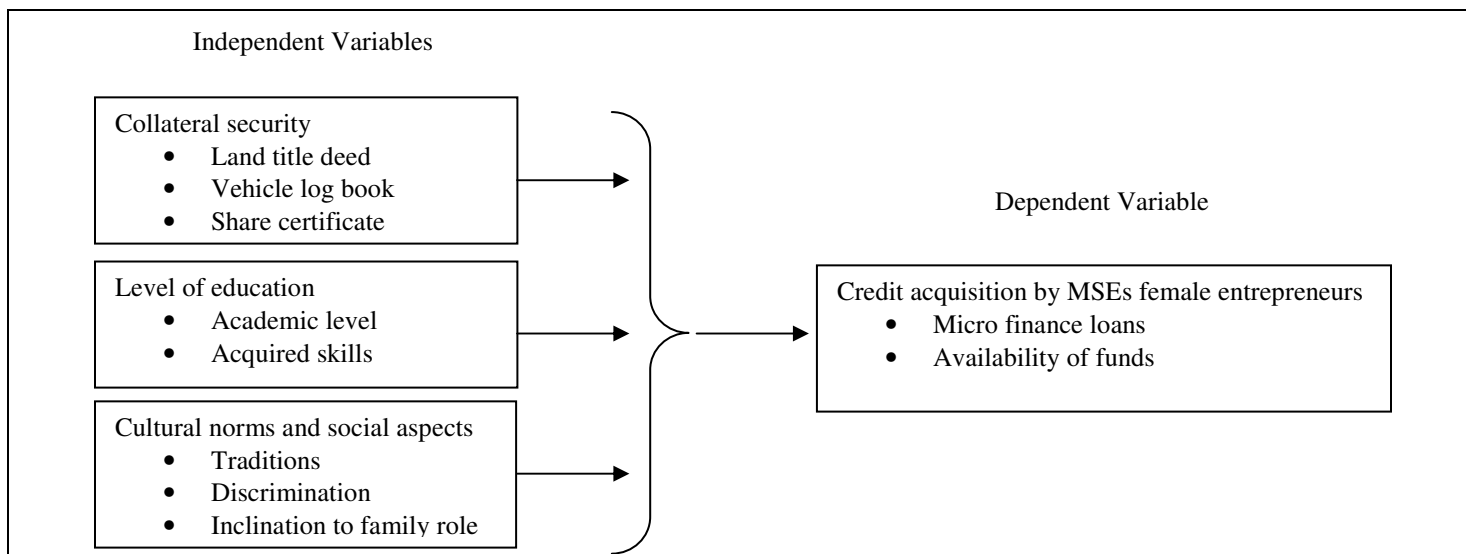 Independent Variables
Collateral security
• Land title deed
• Vehicle log book
• Share certificate
Level of education
• Academic level
• Acquired skills
Cultural norms and social aspects
• Traditions
• Discrimination
• Inclination to family role
Dependent Variable
Credit acquisition by MSEs female entrepreneurs
• Micro finance loans
• Availability of funds